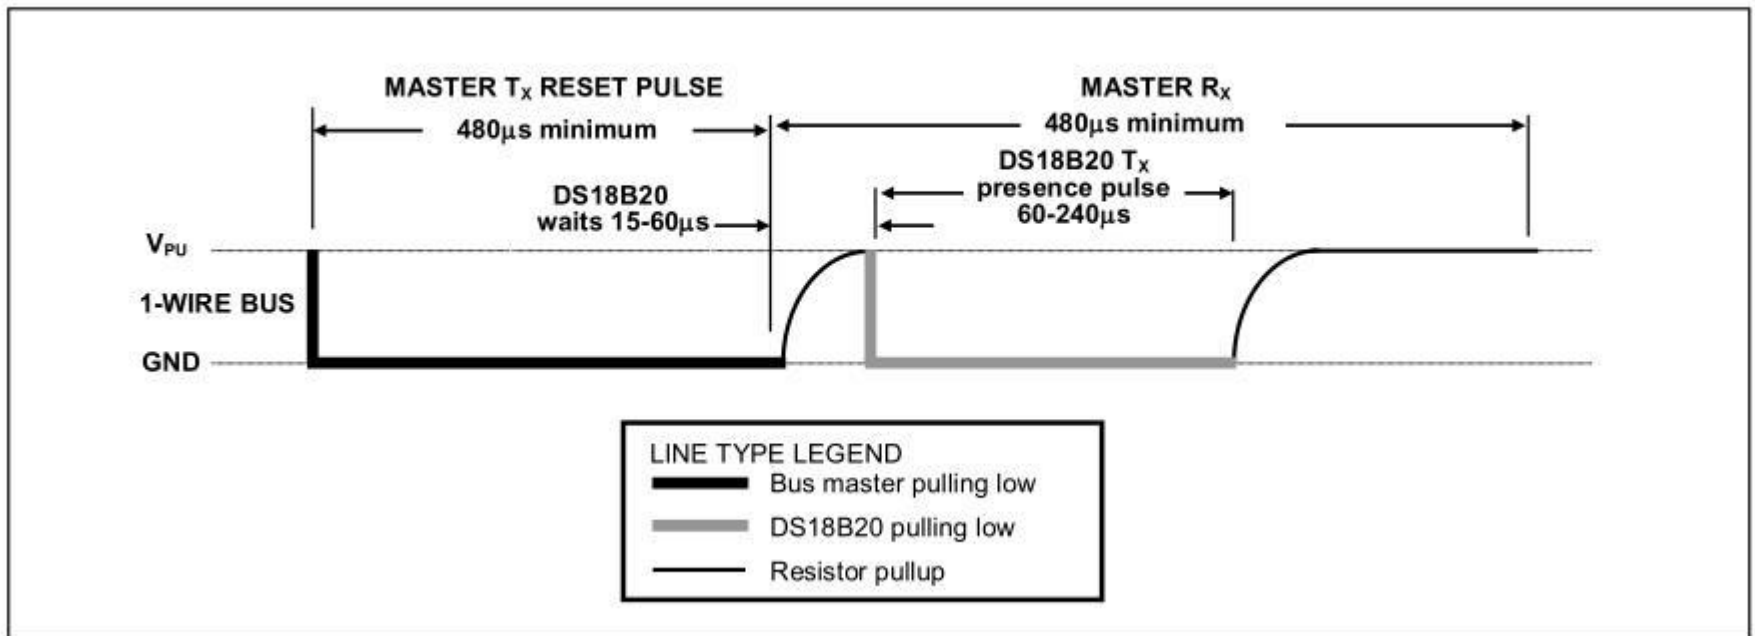 MASTER TX RESET PULSE
480µs minimum
MASTER RX
480µs minimum
DS18B20 TX
presence pulse
60-240µs
DS18B20
waits 15-60µs
VPU
1-WIRE BUS
GND
LINE TYPE LEGEND
Bus master pulling low
DS18B20 pulling low
Resistor pullup